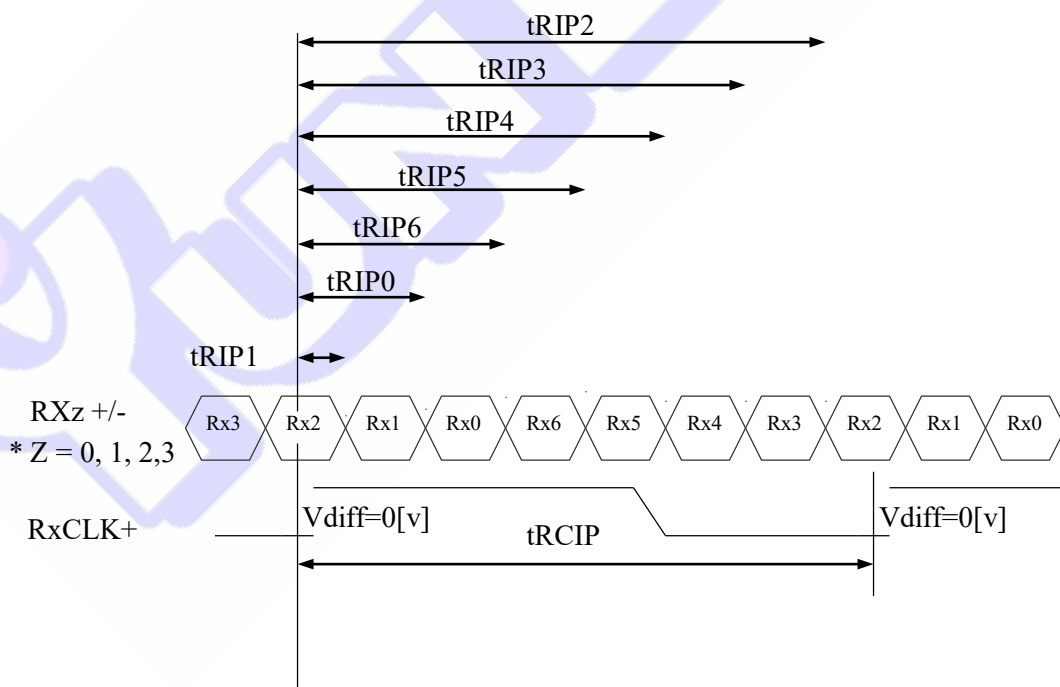 tRIP2
tRIP3
tRIP4
tRIP5
tRIP6
tRIP0
tRIP1
RXz +/-
* Z = 0, 1, 2,3
Rx3 Rx2 Rx1 Rx0 Rx6 Rx5 Rx4 Rx3 Rx2 Rx1 Rx0
RxCLK+
Vdiff=0[v]
tRCIP
Vdiff=0[v]